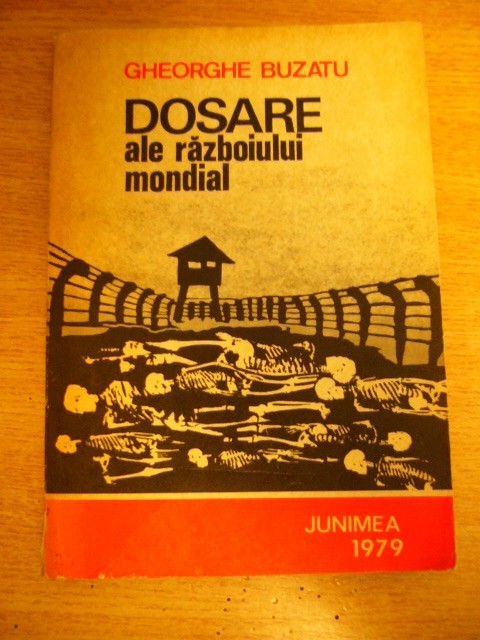 GHEORGHE BUZATU
DOSARE
ale războiului
mondial
JUNIMEA
1979